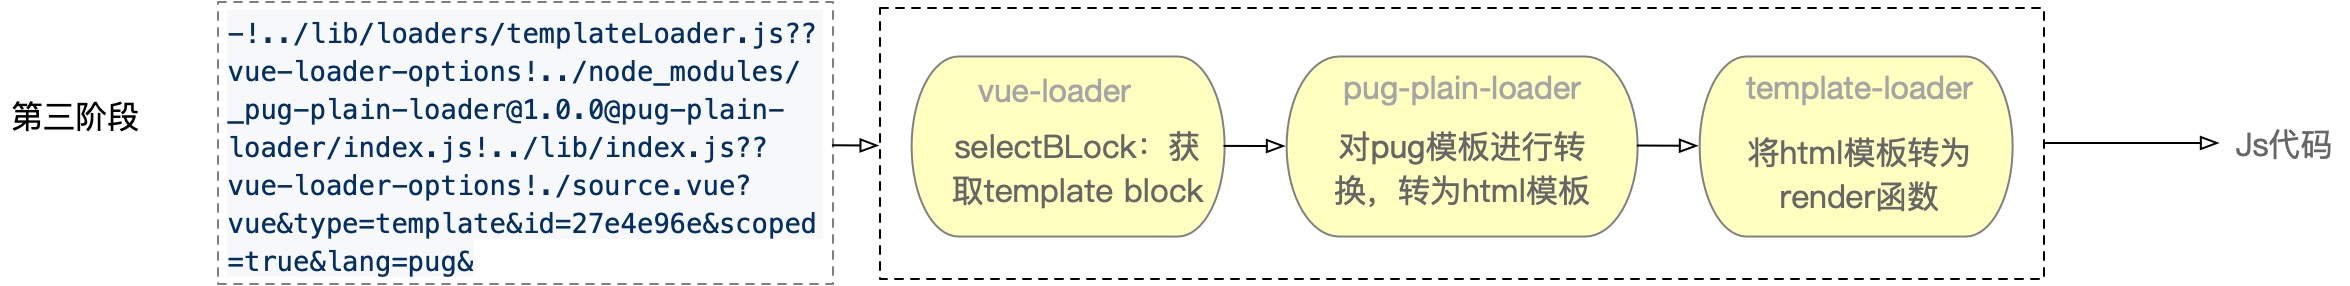 第三阶段
-!../lib/loaders/templateLoader.js??
vue-loader-options!../node_modules/
_pug-plain-loader@1.0.0@pug-plain-
loader/index.js!../lib/index.js??
vue-loader-options!./source.vue?
vue&type=template&id=27e4e96e&scoped
=true&lang=pug&
vue-loader
selectBLock：获
取template block
pug-plain-loader
对pug模板进行转
换，转为html模板
template-loader
将html模板转为
render函数
Js代码